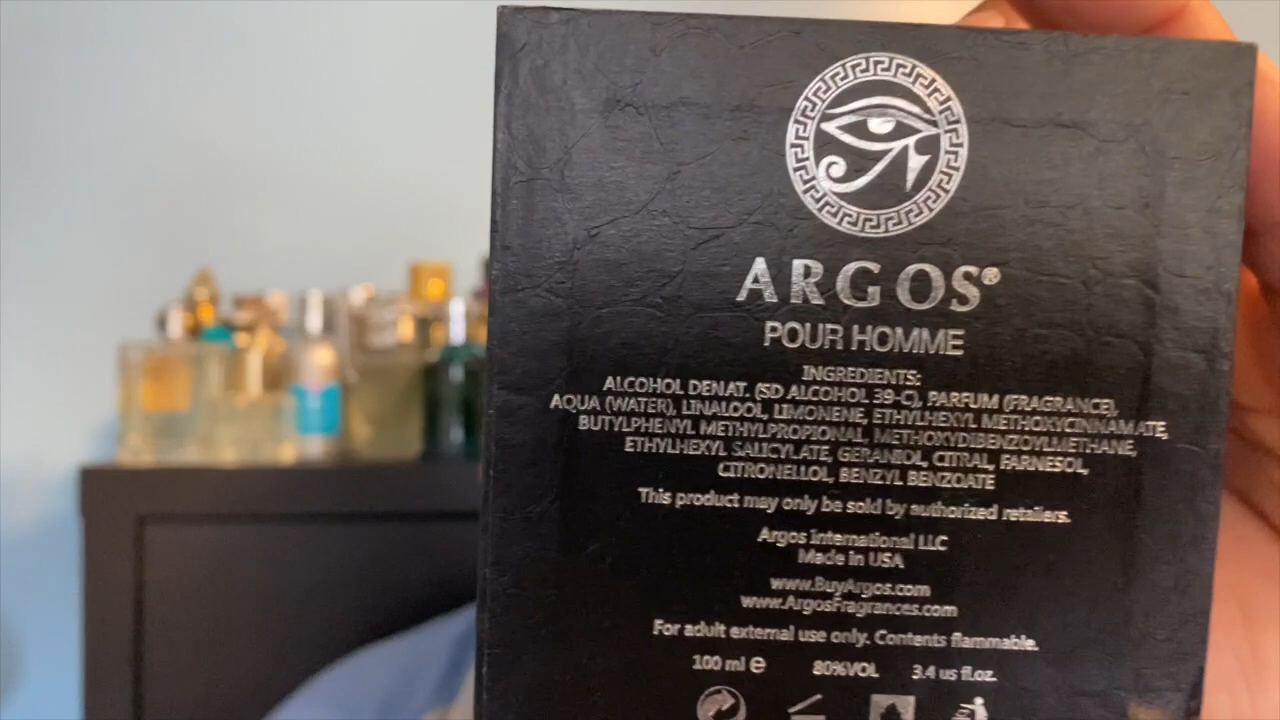 ARGOS®
POUR HOMME
INGREDIENTS:
ALCOHOL DENAT. (SD ALCOHOL 39-C), PARFUM (FRAGRANCE),
AQUA (WATER), LINALOOL, LIMONENE, ETHYLHEXYL METHOXYCINNAMATE,
BUTYLPHENYL METHYLPROPIONAL, METHOXYDIBENZOYLMETHANE,
ETHYLHEXYL SALICYLATE, GERANIOL, CITRAL, FARNESOL,
CITRONELLOL, BENZYL BENZOATE
This product may only be sold by authorized retailers.
Argos International LLC
Made in USA
www.BuyArgos.com
www.ArgosFragrances.com
For adult external use only. Contents flammable.
100 ml e 80%VOL 3.4 us fl.oz.